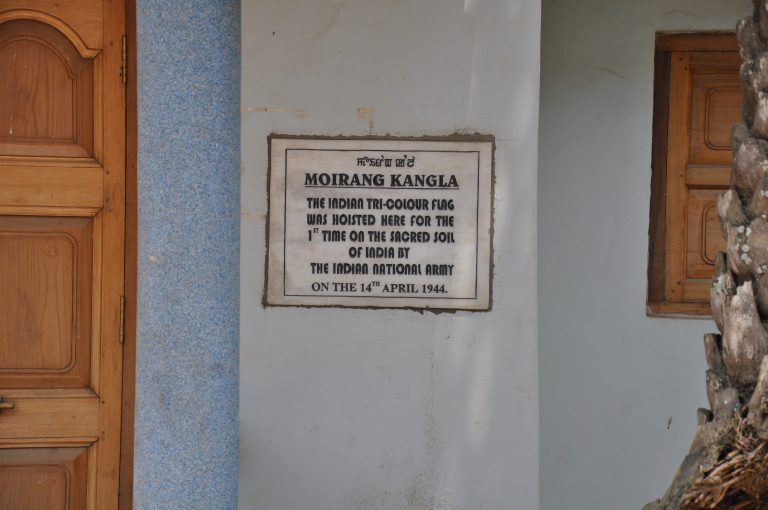 ꯃꯣꯏꯔꯥꯡ ꯀꯪꯂꯥ
MOIRANG KANGLA
THE INDIAN TRI-COLOUR FLAG
WAS HOISTED HERE FOR THE
1ST TIME ON THE SACRED SOIL
OF INDIA BY
THE INDIAN NATIONAL ARMY
ON THE 14TH APRIL 1944.